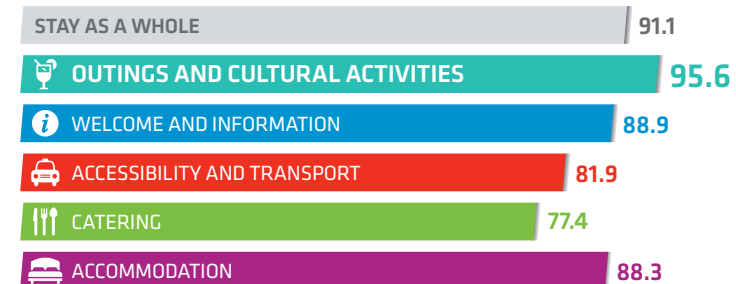 STAY AS A WHOLE 91.1
OUTINGS AND CULTURAL ACTIVITIES 95.6
i WELCOME AND INFORMATION 88.9
ACCESSIBILITY AND TRANSPORT 81.9
CATERING 77.4
ACCOMMODATION 88.3